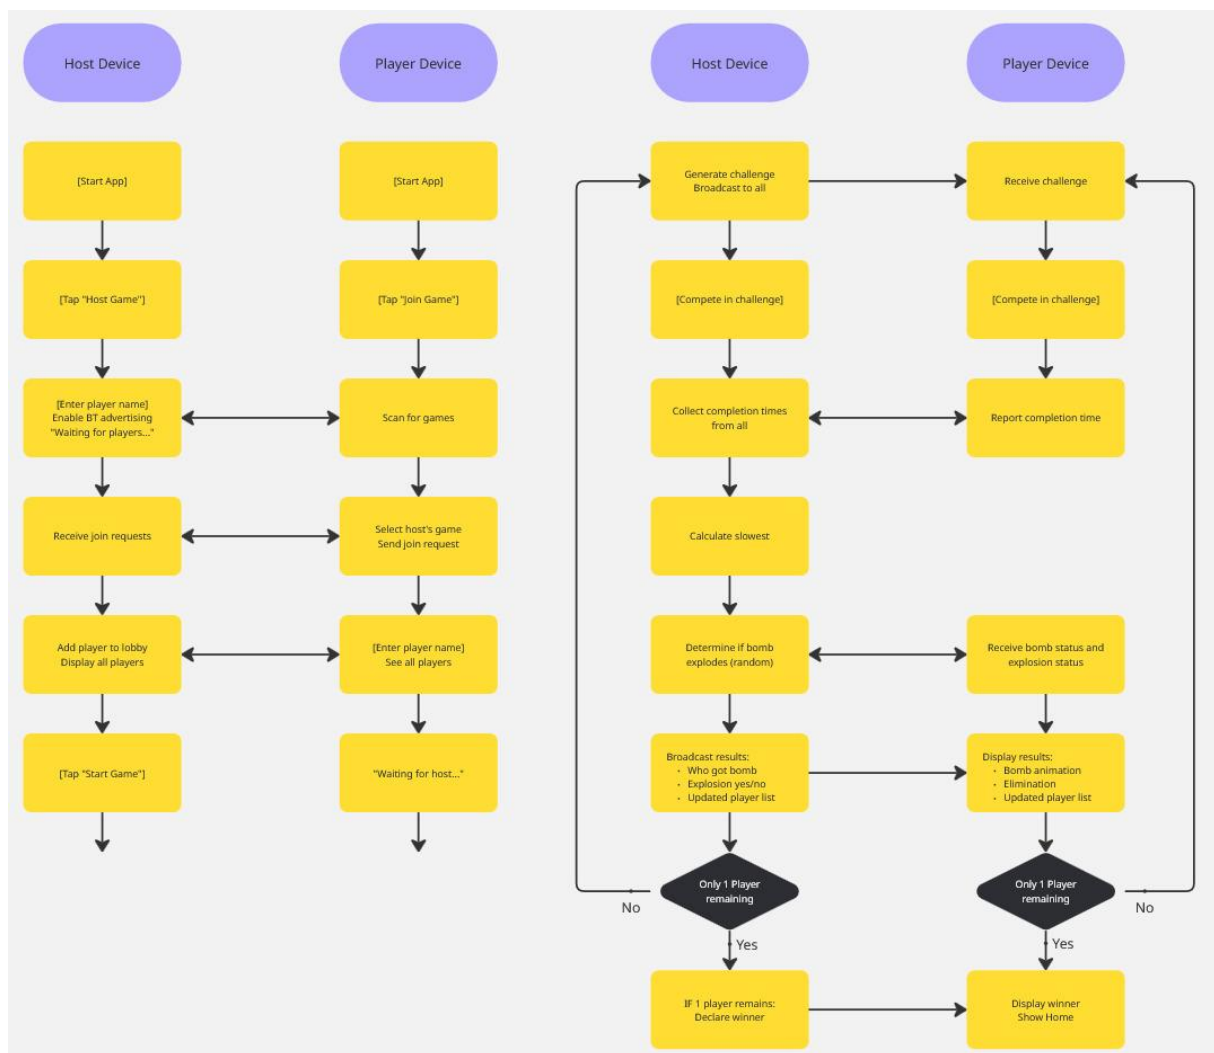 Host Device
Player Device
Host Device
Player Device
[Start App]
[Start App]
Generate challenge
Broadcast to all
Receive challenge
[Tap "Host Game"]
[Tap "Join Game"]
[Compete in challenge]
[Compete in challenge]
[Enter player name]
Enable BT advertising
"Waiting for players..."
Scan for games
Collect completion times
from all
Report completion time
Receive join requests
Select host's game
Send join request
Calculate slowest
Add player to lobby
Display all players
[Enter player name]
See all players
Determine if bomb
explodes (random)
Receive bomb status and
explosion status
[Tap "Start Game"]
"Waiting for host..."
Broadcast results:
• Who got bomb
• Explosion yes/no
• Updated player list
Display results:
• Bomb animation
• Elimination
• Updated player list
Only 1 Player
remaining
Only 1 Player
remaining
No
No
Yes
Yes
IF 1 player remains:
Declare winner
Display winner
Show Home